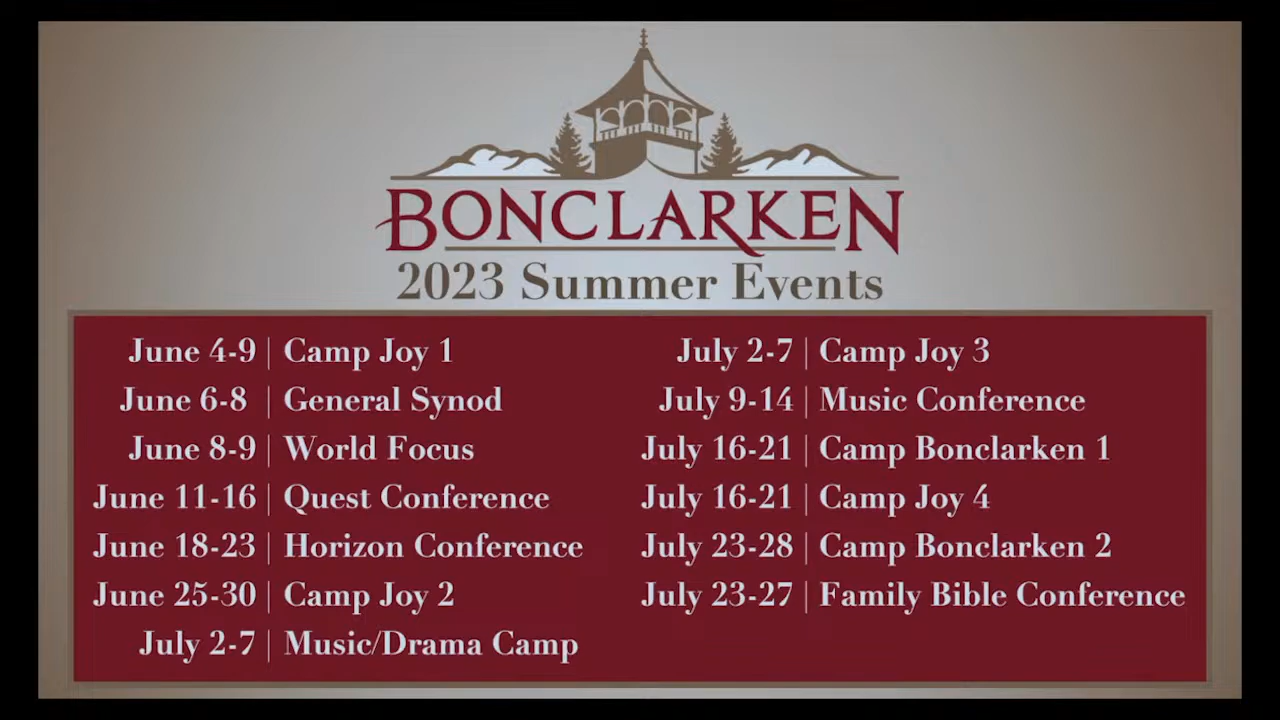 BONCLARKEN
2023 Summer Events
June 4-9 | Camp Joy 1
June 6-8 | General Synod
June 8-9 | World Focus
June 11-16 | Quest Conference
June 18-23 | Horizon Conference
June 25-30 | Camp Joy 2
July 2-7 | Music/Drama Camp
July 2-7 | Camp Joy 3
July 9-14 | Music Conference
July 16-21 | Camp Bonclarken 1
July 16-21 | Camp Joy 4
July 23-28 | Camp Bonclarken 2
July 23-27 | Family Bible Conference